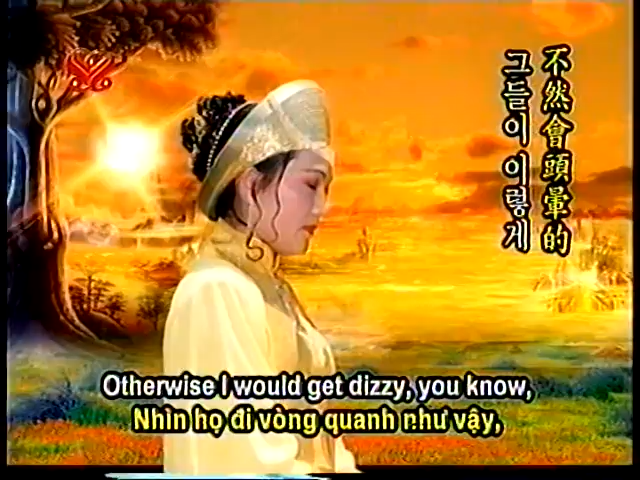 不然會頭暈的
그들이 이렇게
Otherwise I would get dizzy, you know,
Nhìn họ đi vòng quanh như vậy,